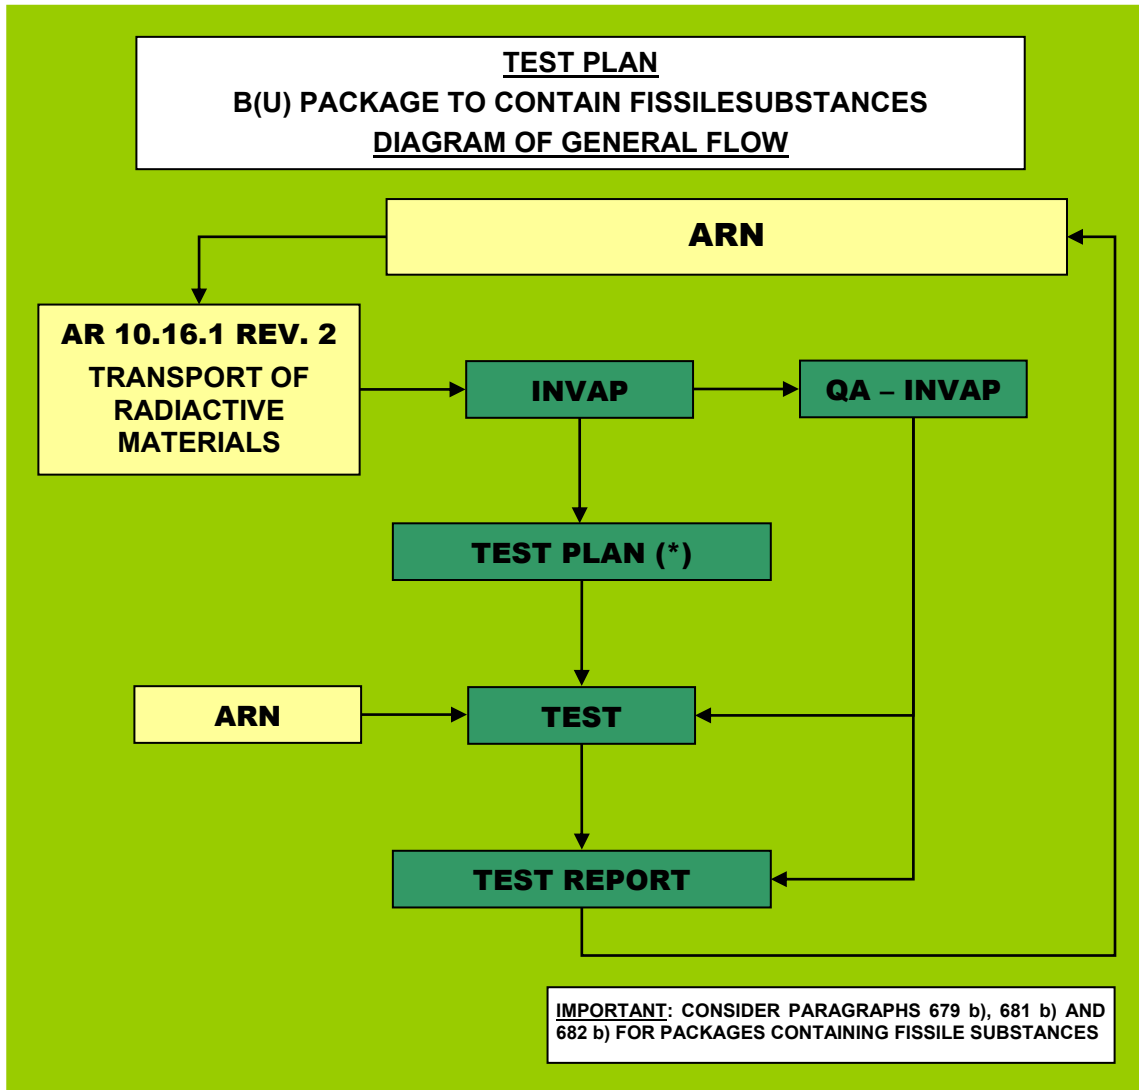 TEST PLAN
B(U) PACKAGE TO CONTAIN FISSILESUBSTANCES
DIAGRAM OF GENERAL FLOW
ARN
AR 10.16.1 REV. 2
TRANSPORT OF
RADIACTIVE
MATERIALS
INVAP
QA – INVAP
TEST PLAN (*)
ARN
TEST
TEST REPORT
IMPORTANT: CONSIDER PARAGRAPHS 679 b), 681 b) AND
682 b) FOR PACKAGES CONTAINING FISSILE SUBSTANCES